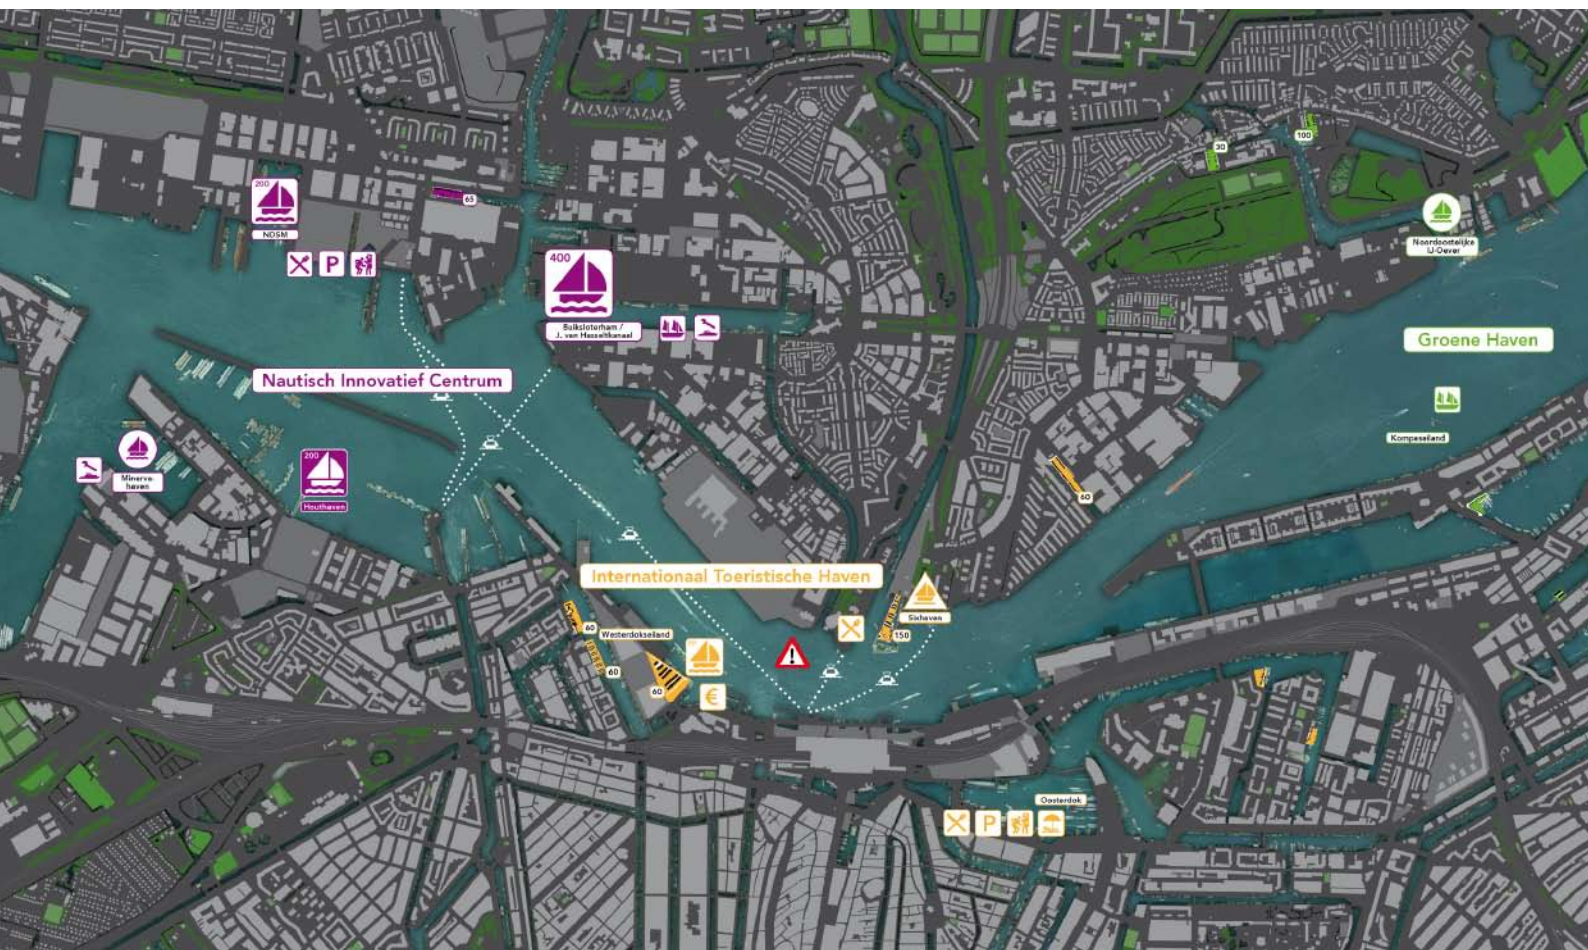 30
100
200
NDSM
65
P
400
Buiksloterham /
J. van Hasseltkanaal
Noordoostelijke
IJ-Oever
Groene Haven
Nautisch Innovatief Centrum
Kompaseiland
Minerva-
haven
200
Houthaven
60
Internationaal Toeristische Haven
Sixhaven
150
60
Westerdokseiland
60
60
€
Oosterdok
P